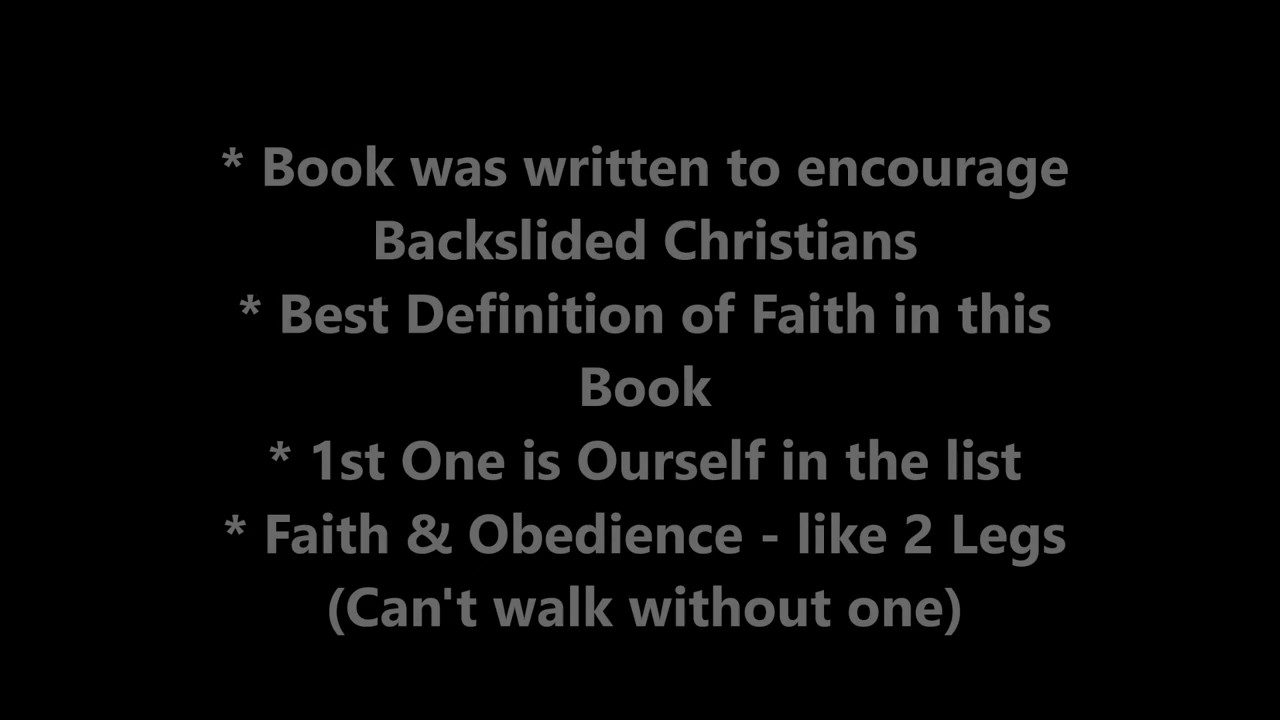 * Book was written to encourage
Backslided Christians
* Best Definition of Faith in this
Book
* 1st One is Ourself in the list
* Faith & Obedience - like 2 Legs
(Can't walk without one)